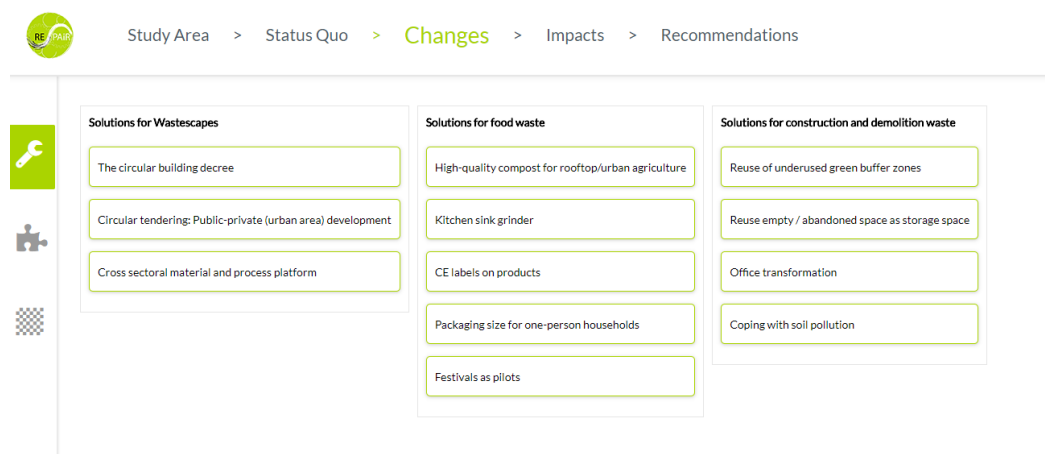 REPAiR
Study Area > Status Quo > Changes > Impacts > Recommendations
Solutions for Wastescapes
The circular building decree
Circular tendering: Public-private (urban area) development
Cross sectoral material and process platform
Solutions for food waste
High-quality compost for rooftop/urban agriculture
Kitchen sink grinder
CE labels on products
Packaging size for one-person households
Festivals as pilots
Solutions for construction and demolition waste
Reuse of underused green buffer zones
Reuse empty / abandoned space as storage space
Office transformation
Coping with soil pollution